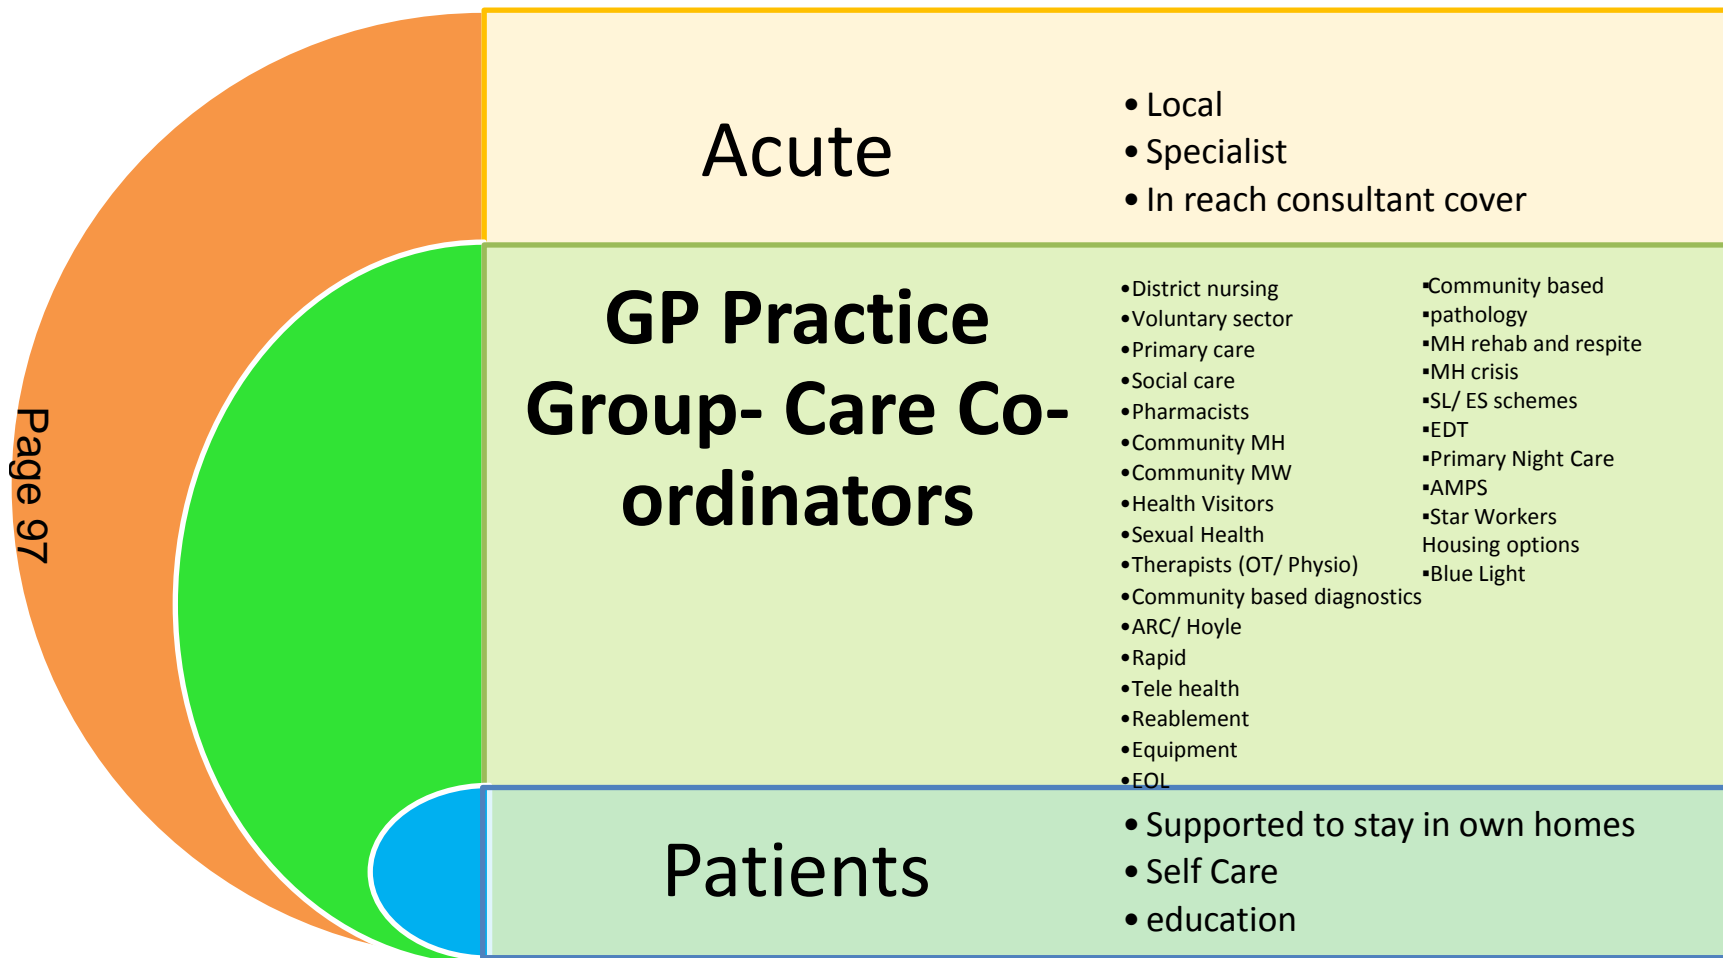 Page 97
Acute
• Local
• Specialist
• In reach consultant cover
GP Practice
Group- Care Co-
ordinators
•District nursing
•Voluntary sector
•Primary care
•Social care
•Pharmacists
•Community MH
•Community MW
•Health Visitors
•Sexual Health
•Therapists (OT/ Physio)
•Community based diagnostics
•ARC/ Hoyle
•Rapid
•Tele health
•Reablement
•Equipment
•EOL
▪Community based
▪pathology
▪MH rehab and respite
▪MH crisis
▪SL/ ES schemes
▪EDT
▪Primary Night Care
▪AMPS
▪Star Workers
Housing options
▪Blue Light
Patients
• Supported to stay in own homes
• Self Care
• education